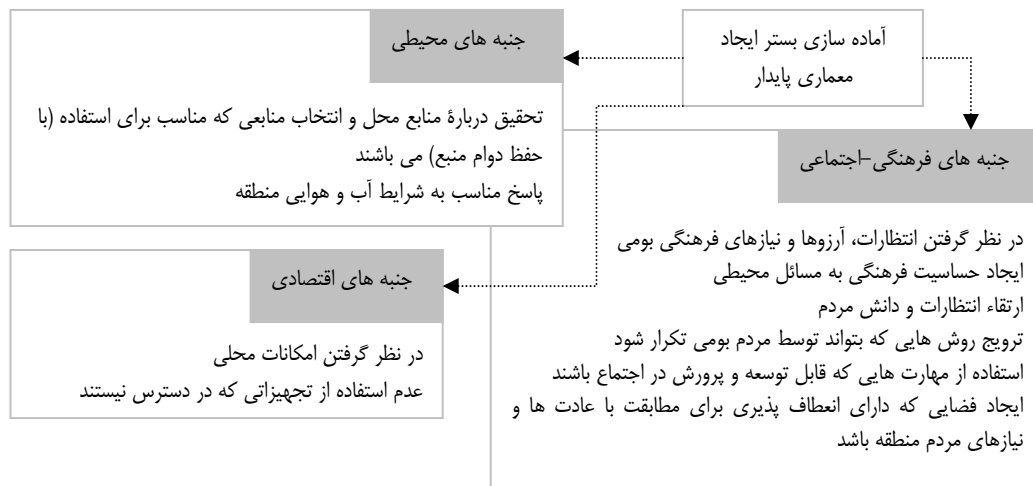 آماده سازی بستر ایجاد
معماری پایدار
جنبه های محیطی
تحقیق دربارۀ منابع محل و انتخاب منابعی که مناسب برای استفاده (با
حفظ دوام منبع) می باشند
پاسخ مناسب به شرایط آب و هوایی منطقه
جنبه های فرهنگی-اجتماعی
در نظر گرفتن انتظارات، آرزوها و نیازهای فرهنگی بومی
ایجاد حساسیت فرهنگی به مسائل محیطی
ارتقاء انتظارات و دانش مردم
ترویج روش هایی که بتواند توسط مردم بومی تکرار شود
استفاده از مهارت هایی که قابل توسعه و پرورش در اجتماع باشند
ایجاد فضایی که دارای انعطاف پذیری برای مطابقت با عادت ها و
نیازهای مردم منطقه باشد
جنبه های اقتصادی
در نظر گرفتن امکانات محلی
عدم استفاده از تجهیزاتی که در دسترس نیستند